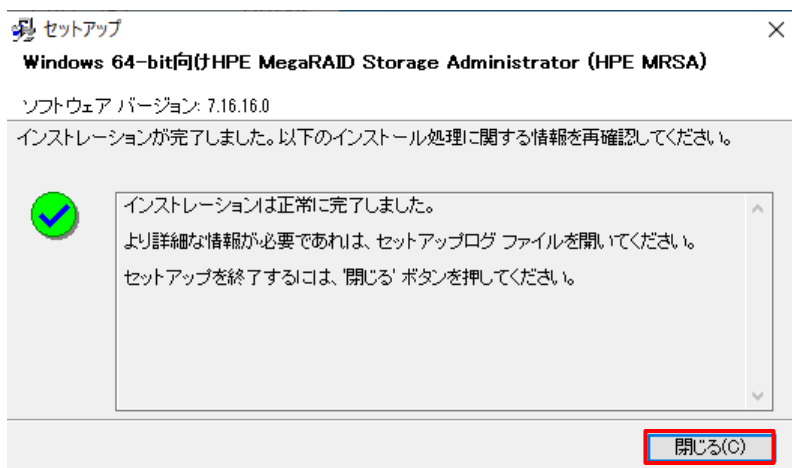 セットアップ
Windows 64-bit向けHPE MegaRAID Storage Administrator (HPE MRSA)
ソフトウェア バージョン: 7.16.16.0
インストレーションが完了しました。以下のインストール処理に関する情報を再確認してください。
インストレーションは正常に完了しました。
より詳細な情報が必要であれは、セットアップログ ファイルを開いてください。
セットアップを終了するには、'閉じる' ボタンを押してください。
閉じる(C)